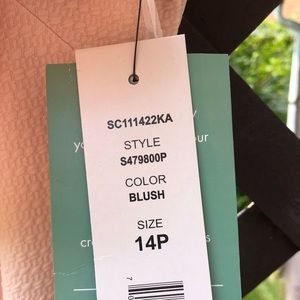 SC111422KA
STYLE
S479800P
COLOR
BLUSH
SIZE
14P